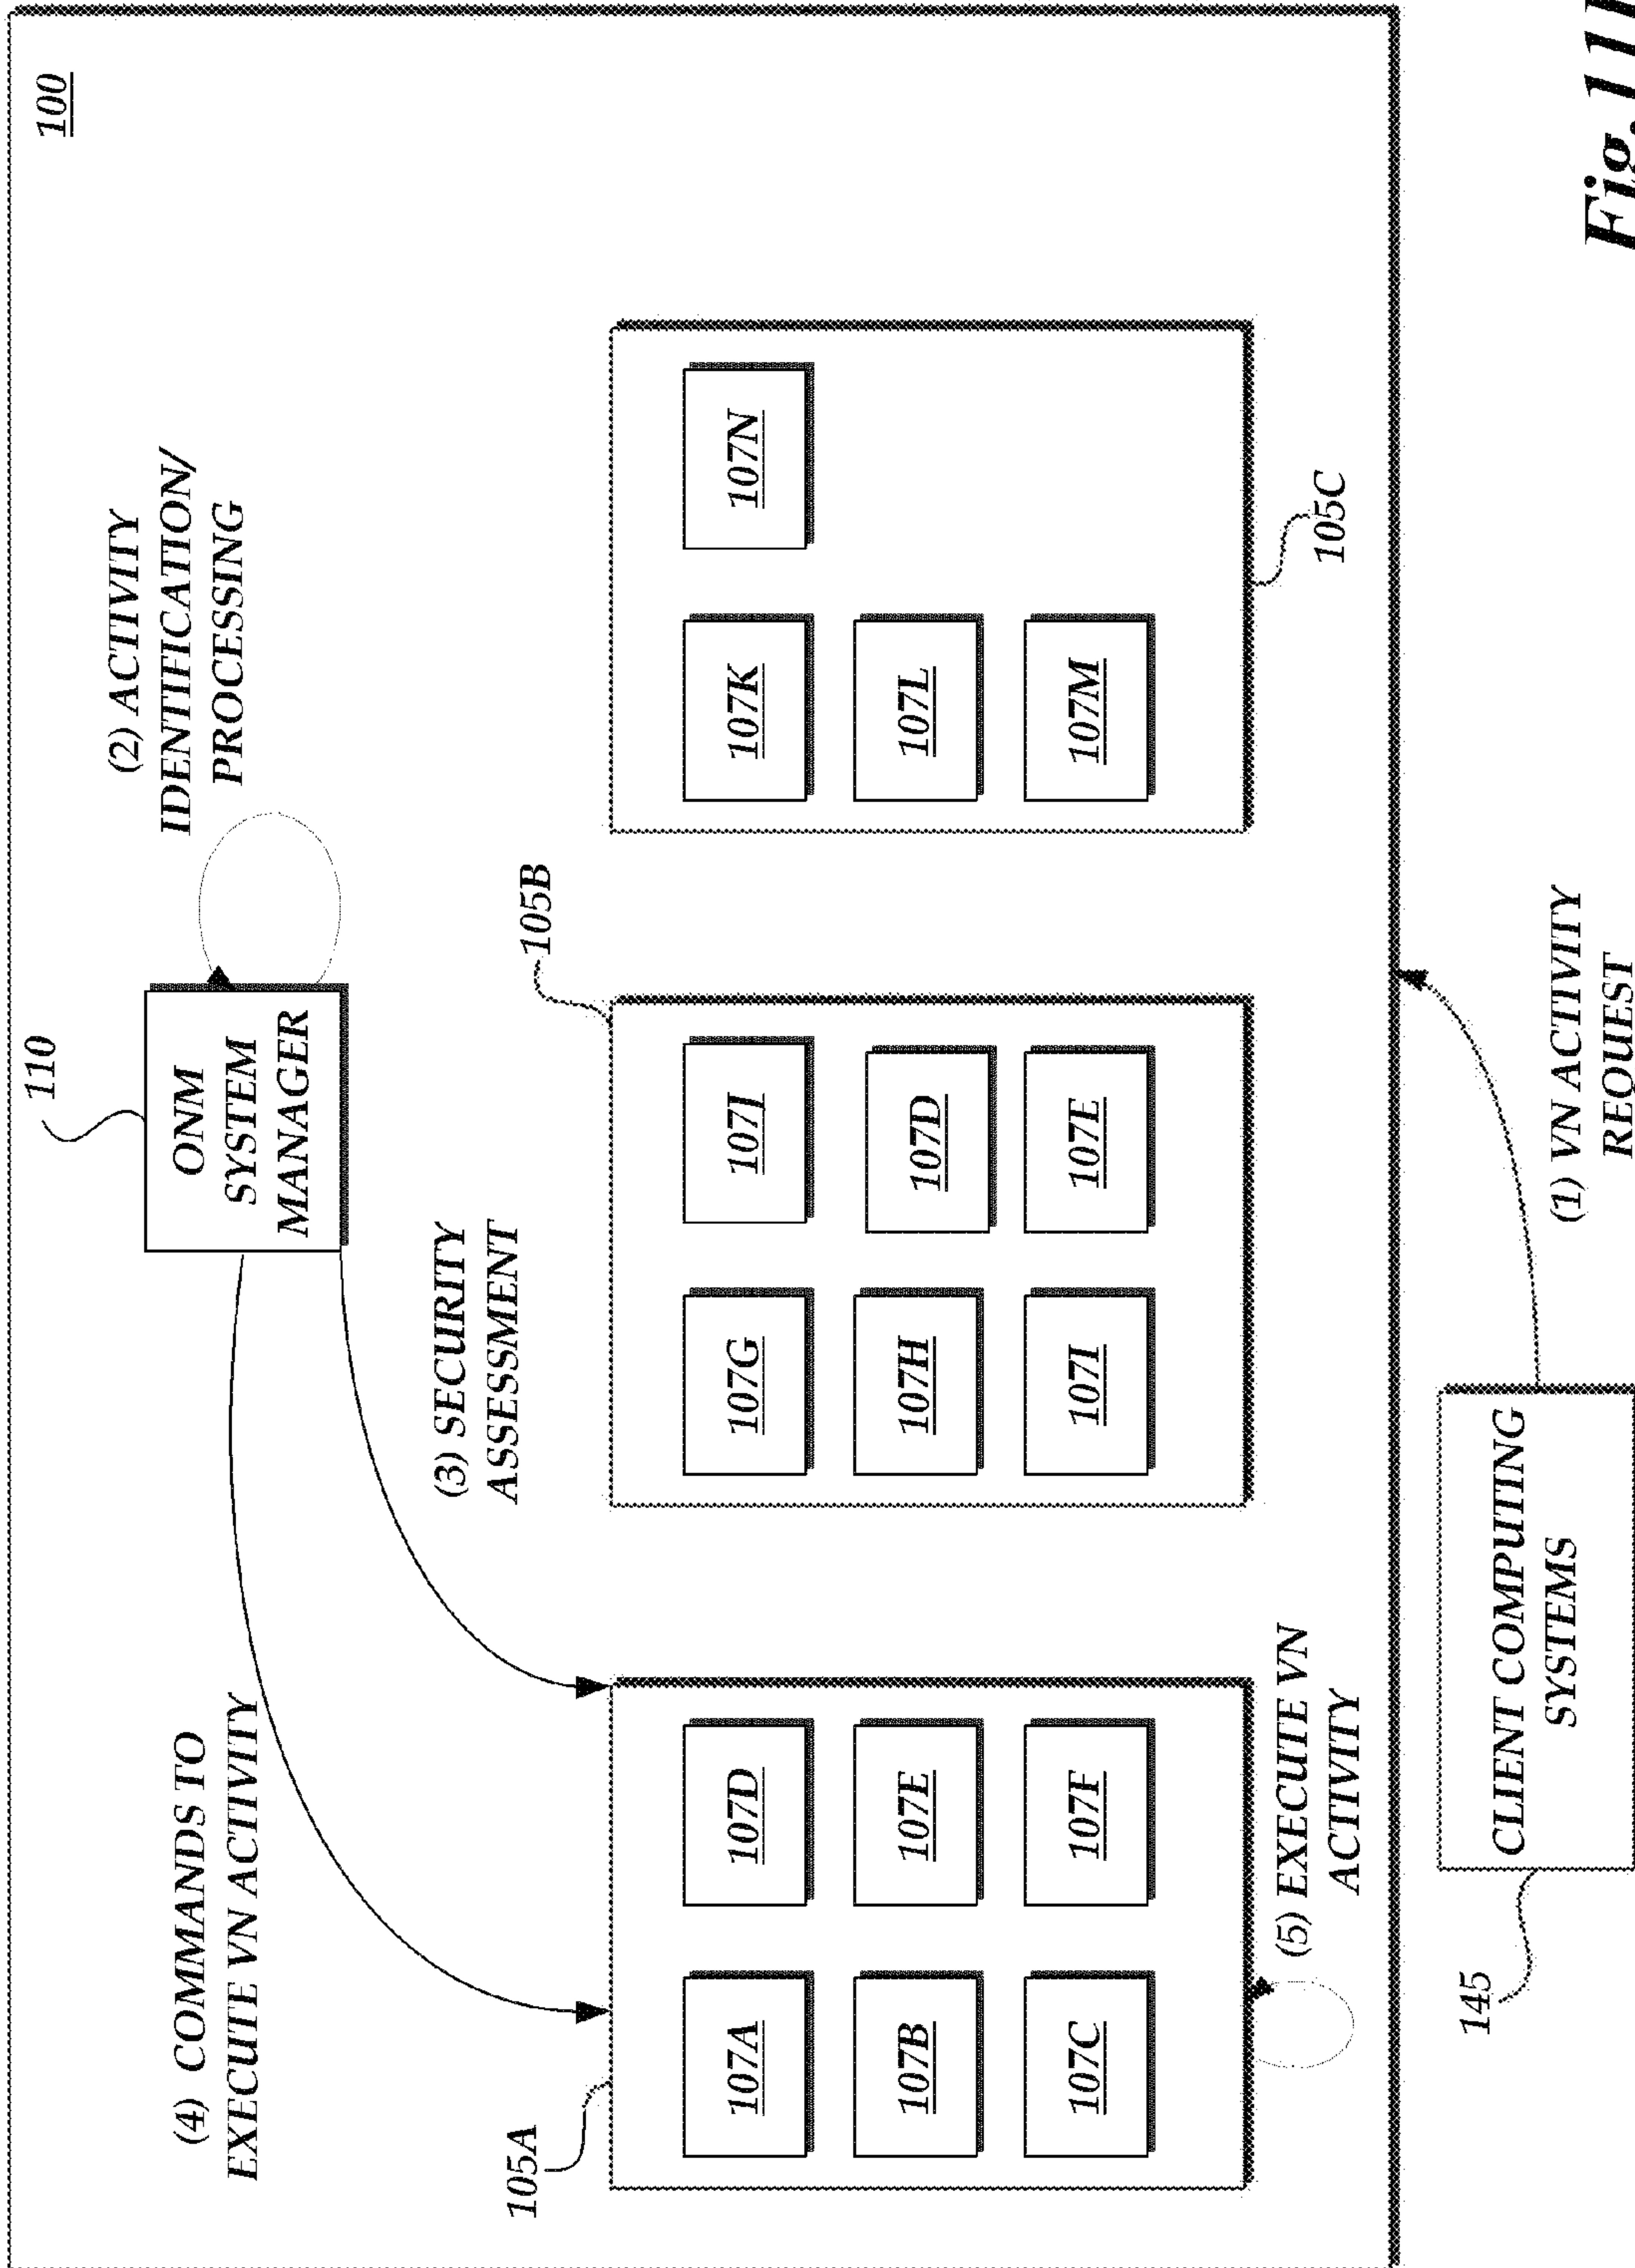 100
110
ONM
SYSTEM
MANAGER
(2) ACTIVITY
IDENTIFICATION/
PROCESSING
(4) COMMANDS TO
EXECUTE VN ACTIVITY
(3) SECURITY
ASSESSMENT
105A
105B
107A
107D
107G
107J
107K
107N
107B
107E
107H
107D
107L
107C
107F
107I
107E
107M
(5) EXECUTE VN
ACTIVITY
105C
145
CLIENT COMPUTING
SYSTEMS
(1) VN ACTIVITY
REQUEST
Fig.11